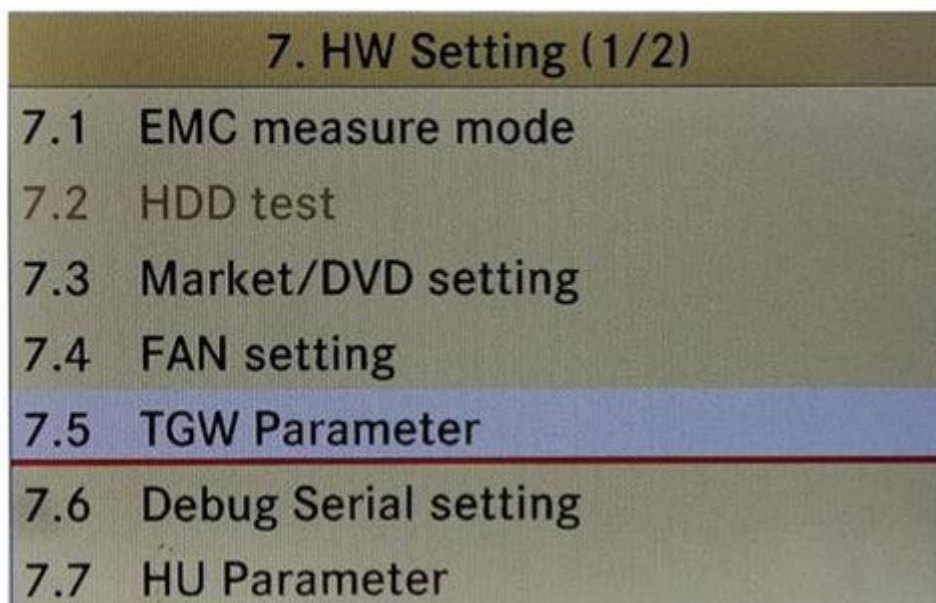 7. HW Setting (1/2)
7.1 EMC measure mode
7.2 HDD test
7.3 Market/DVD setting
7.4 FAN setting
7.5 TGW Parameter
7.6 Debug Serial setting
7.7 HU Parameter